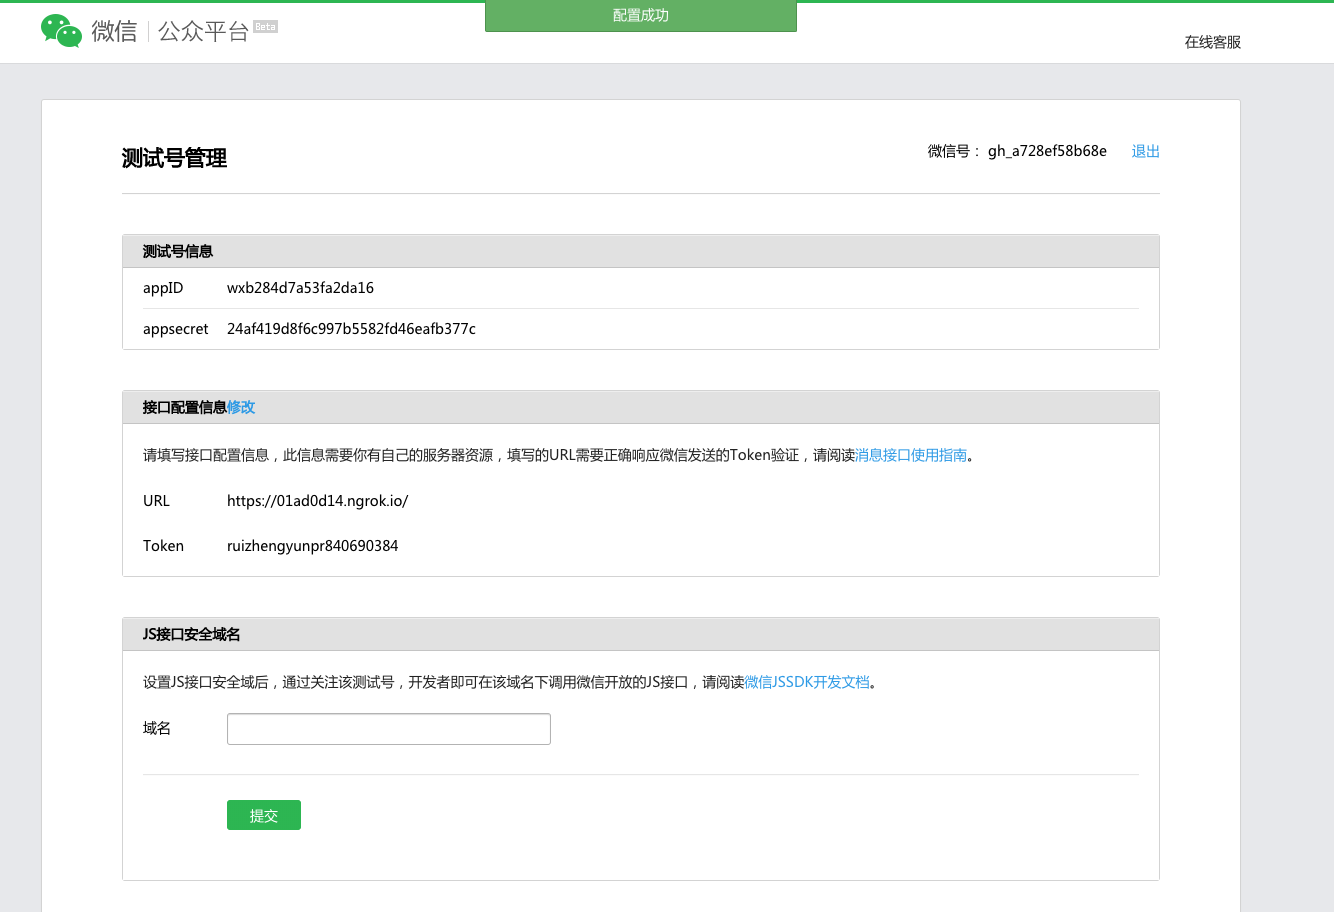 配置成功
微信 | 公众平台 Beta
在线客服
测试号管理
微信号： gh_a728ef58b68e 退出
测试号信息
appID wxb284d7a53fa2da16
appsecret 24af419d8f6c997b5582fd46eafb377c
接口配置信息修改
请填写接口配置信息，此信息需要你有自己的服务器资源，填写的URL需要正确响应微信发送的Token验证，请阅读消息接口使用指南。
URL https://01ad0d14.ngrok.io/
Token ruizhengyunpr840690384
JS接口安全域名
设置JS接口安全域后，通过关注该测试号，开发者即可在该域名下调用微信开放的JS接口，请阅读微信JSSDK开发文档。
域名
提交